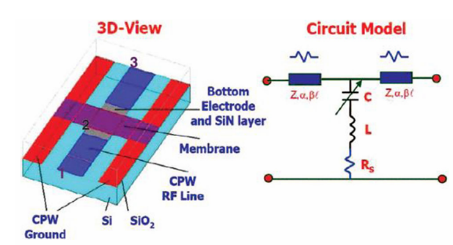 3D-View
Circuit Model
3
2
1
Bottom
Electrode
and SiN layer
Membrane
CPW
RF Line
CPW
Ground
Si
SiO₂
Z,α,βℓ
Z,α,βℓ
C
L
Rs